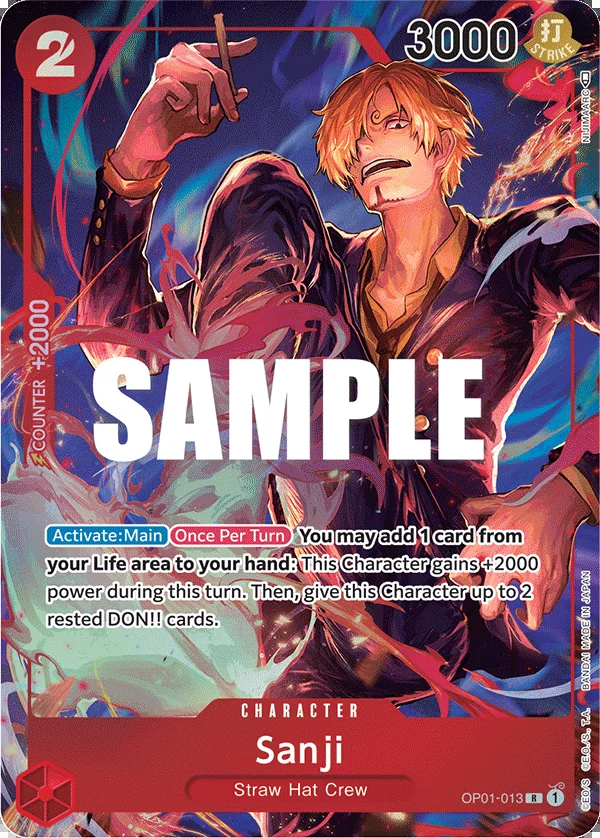 2
3000
打
STRIKE
NIJIMAARC
COUNTER +2000
SAMPLE
Activate:Main Once Per Turn You may add 1 card from
your Life area to your hand: This Character gains +2000
power during this turn. Then, give this Character up to 2
rested DON!! cards.
©E.O/S ©E.O./S., T.A. BANDAI MADE IN JAPAN
CHARACTER
Sanji
Straw Hat Crew
OP01-013 R 1